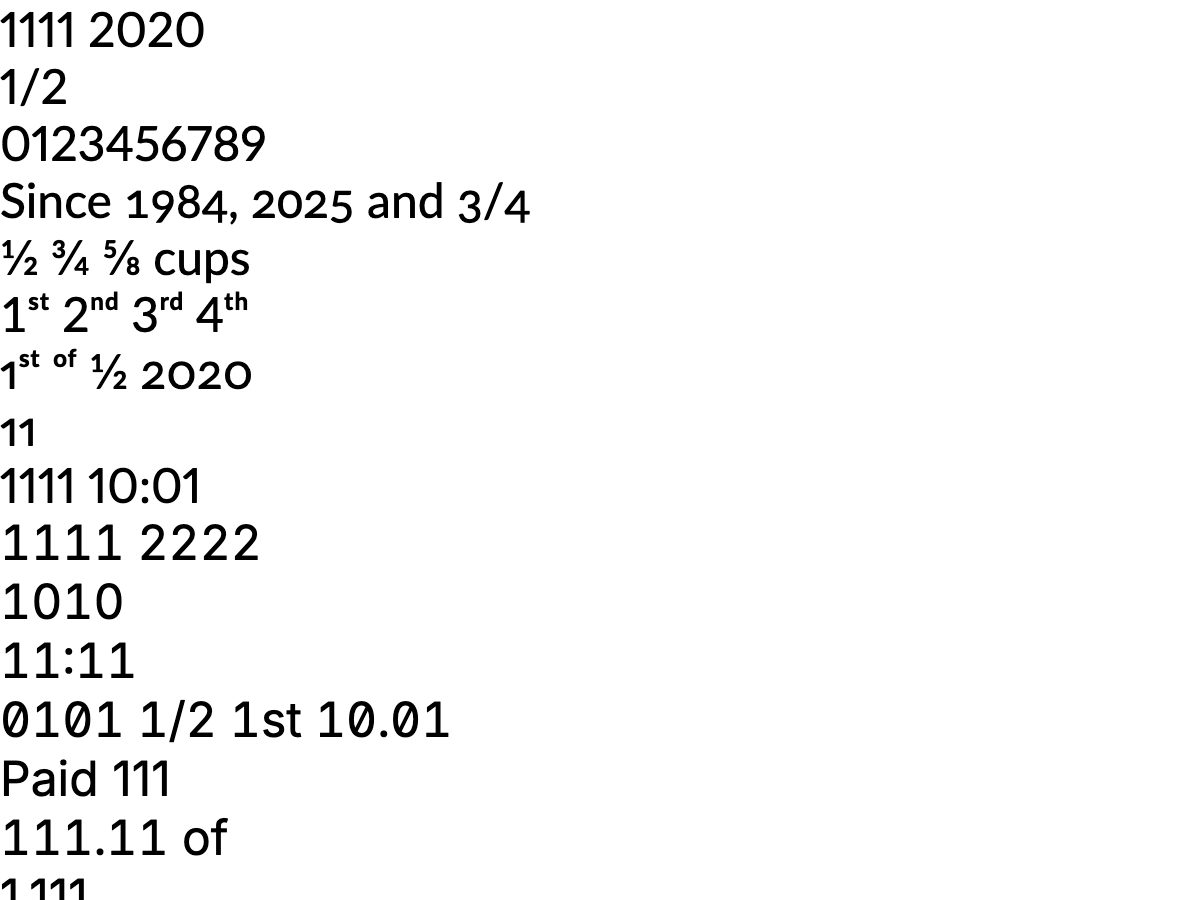 1111 2020
1/2
0123456789
Since 1984, 2025 and 3/4
½ ¾ ⅝ cups
1ˢᵗ 2ⁿᵈ 3ʳᵈ 4ᵗʰ
1ˢᵗ ᵒᶠ ½ 2020
11
1111 10:01
1111 2222
1010
11:11
0101 1/2 1st 10.01
Paid 111
111.11 of